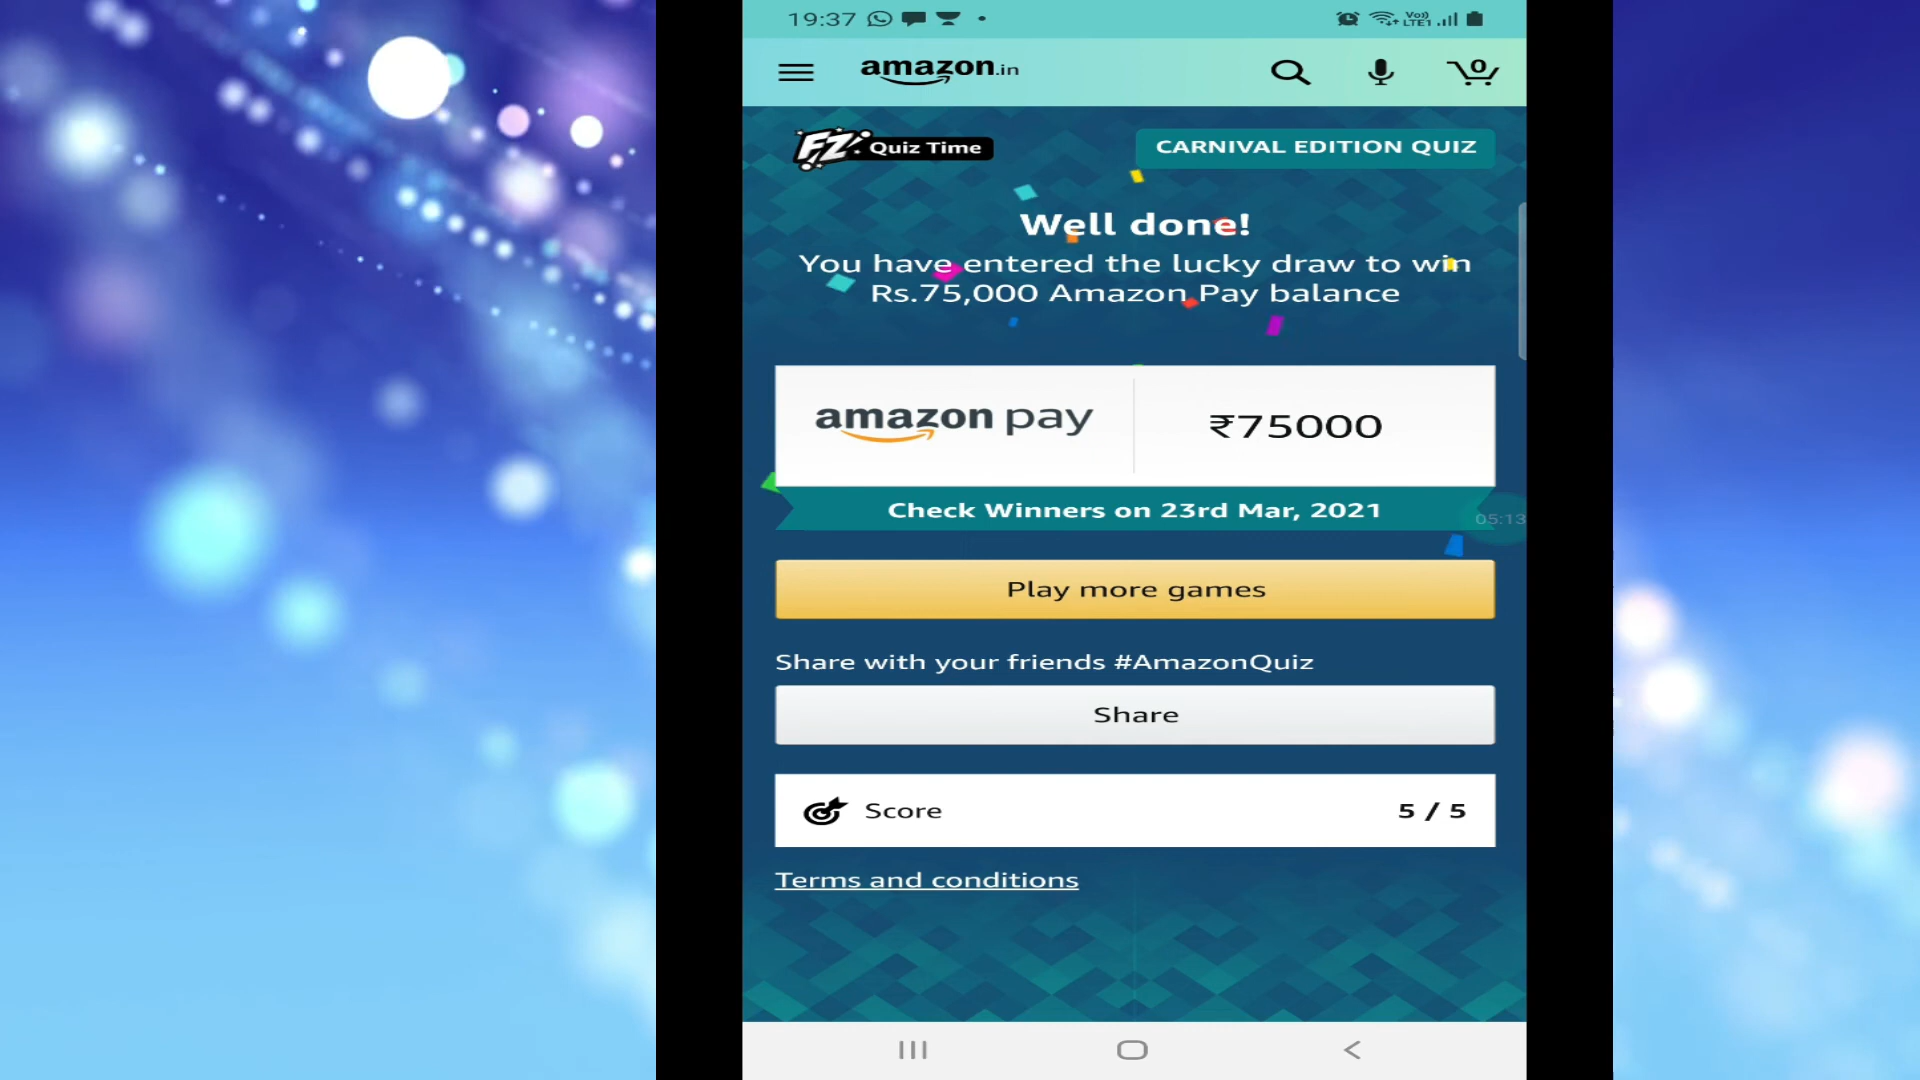 19:37
Vo))
LTE1
amazon.in
0
FZ Quiz Time
CARNIVAL EDITION QUIZ
Well done!
You have entered the lucky draw to win
Rs.75,000 Amazon Pay balance
amazon pay
₹75000
Check Winners on 23rd Mar, 2021
05:13
Play more games
Share with your friends #AmazonQuiz
Share
Score
5 / 5
Terms and conditions